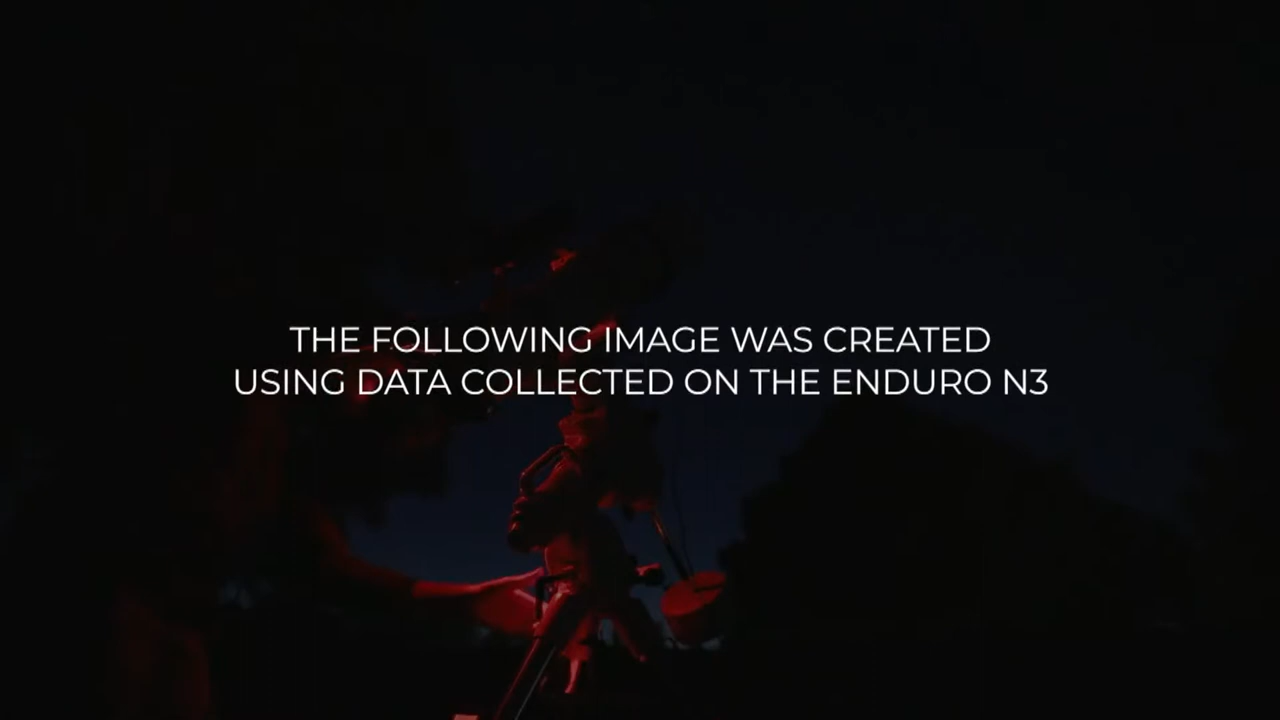 THE FOLLOWING IMAGE WAS CREATED
USING DATA COLLECTED ON THE ENDURO N3